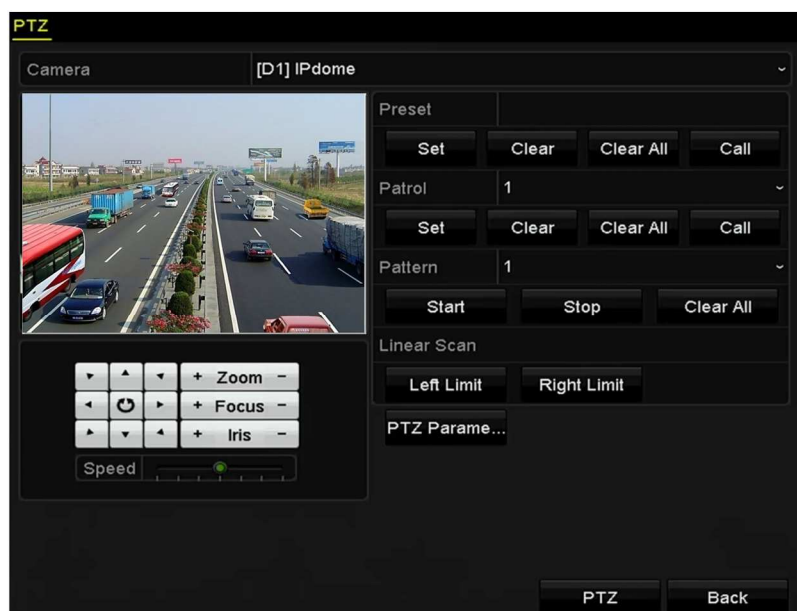 PTZ
Camera [D1] IPdome
Preset
Set Clear Clear All Call
Patrol 1
Set Clear Clear All Call
Pattern 1
Start Stop Clear All
Linear Scan
Left Limit Right Limit
PTZ Parame...
+ Zoom -
+ Focus -
+ Iris -
Speed
PTZ Back